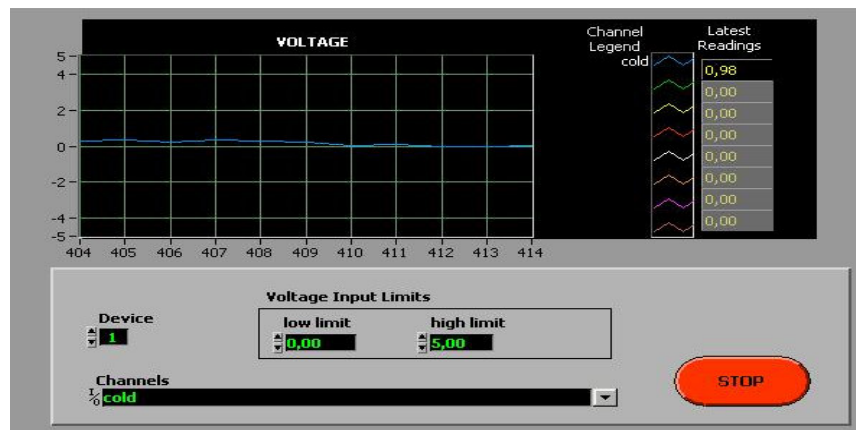 VOLTAGE
5
4
2
0
-2
-4
-5
404 405 406 407 408 409 410 411 412 413 414
Channel
Legend
cold
Latest
Readings
0,98
0,00
0,00
0,00
0,00
0,00
0,00
0,00
Voltage Input Limits
Device
1
low limit
0,00
high limit
5,00
Channels
I/O cold
STOP